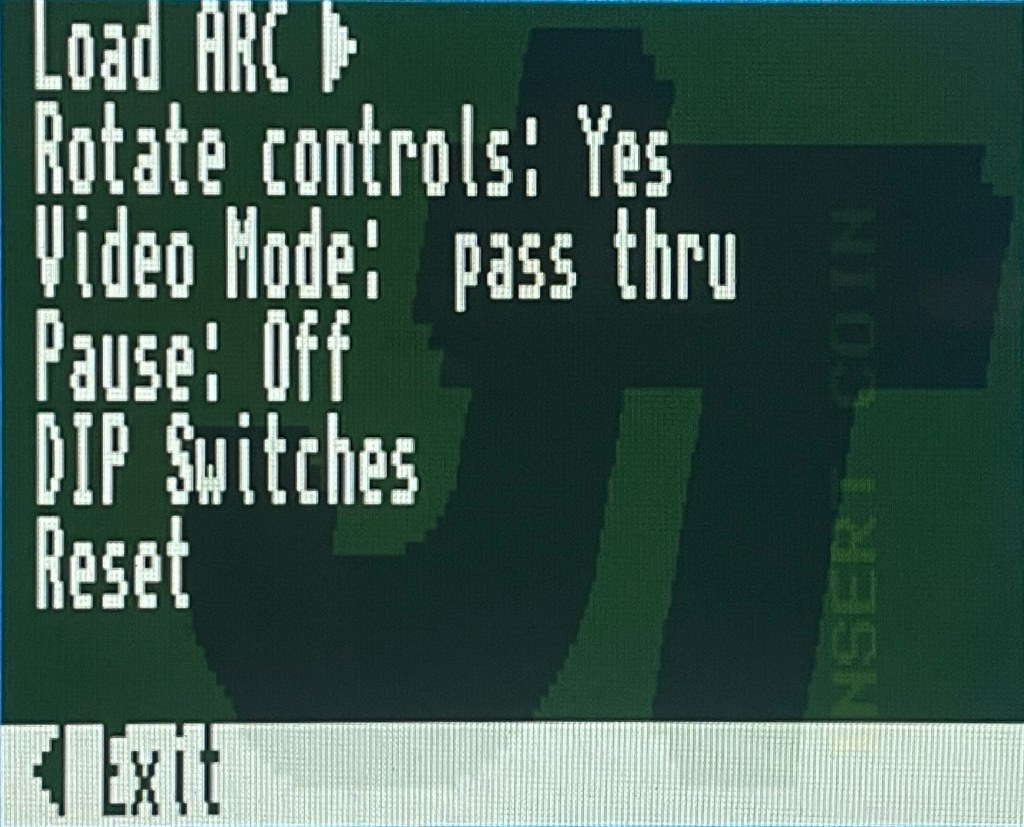 Load ARC ▶
Rotate controls: Yes
Video Mode: pass thru
Pause: Off
DIP Switches
Reset
◀ Exit
INSERT COIN